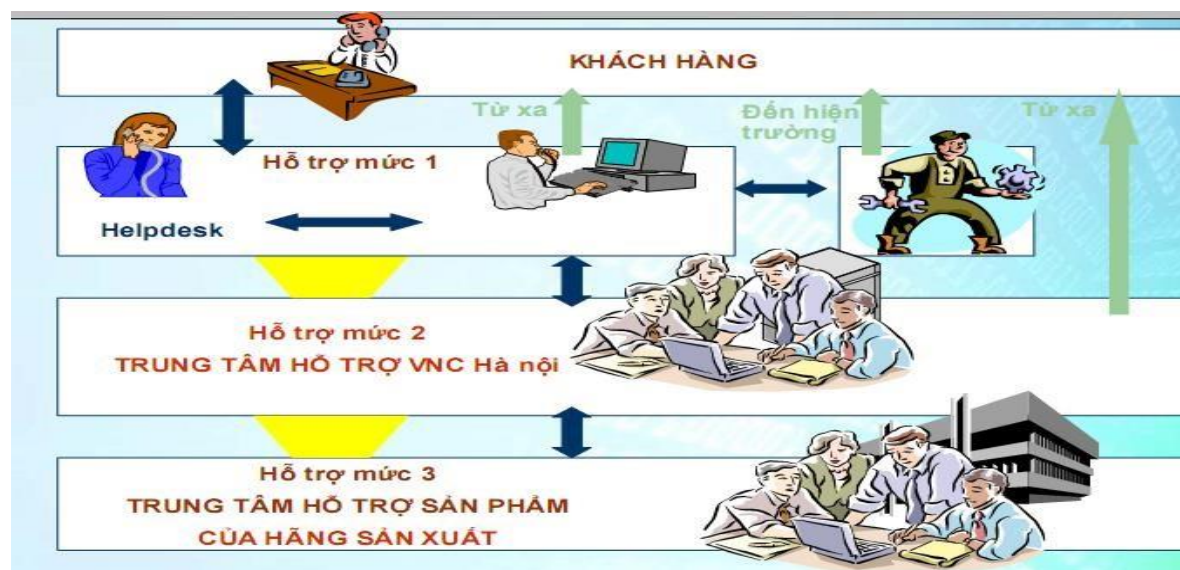 KHÁCH HÀNG
Từ xa
Đến hiện
trường
Từ xa
Hỗ trợ mức 1
Helpdesk
Hỗ trợ mức 2
TRUNG TÂM HỖ TRỢ VNC Hà nội
Hỗ trợ mức 3
TRUNG TÂM HỖ TRỢ SẢN PHẨM
CỦA HÃNG SẢN XUẤT